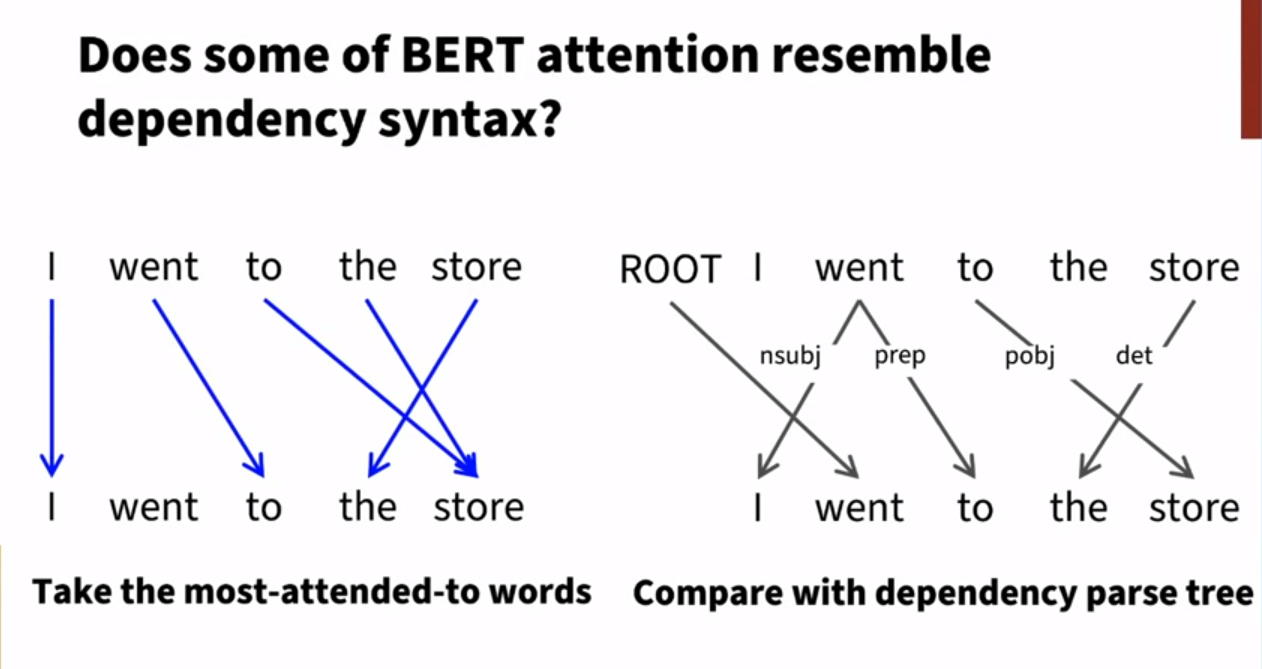 Does some of BERT attention resemble
dependency syntax?
I went to the store
I went to the store
Take the most-attended-to words
ROOT I went to the store
nsubj prep pobj det
I went to the store
Compare with dependency parse tree